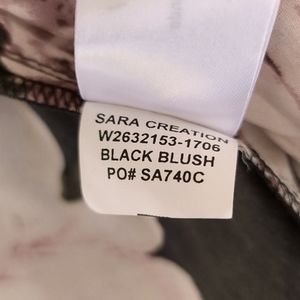 SARA CREATION
W2632153-1706
BLACK BLUSH
PO# SA740C